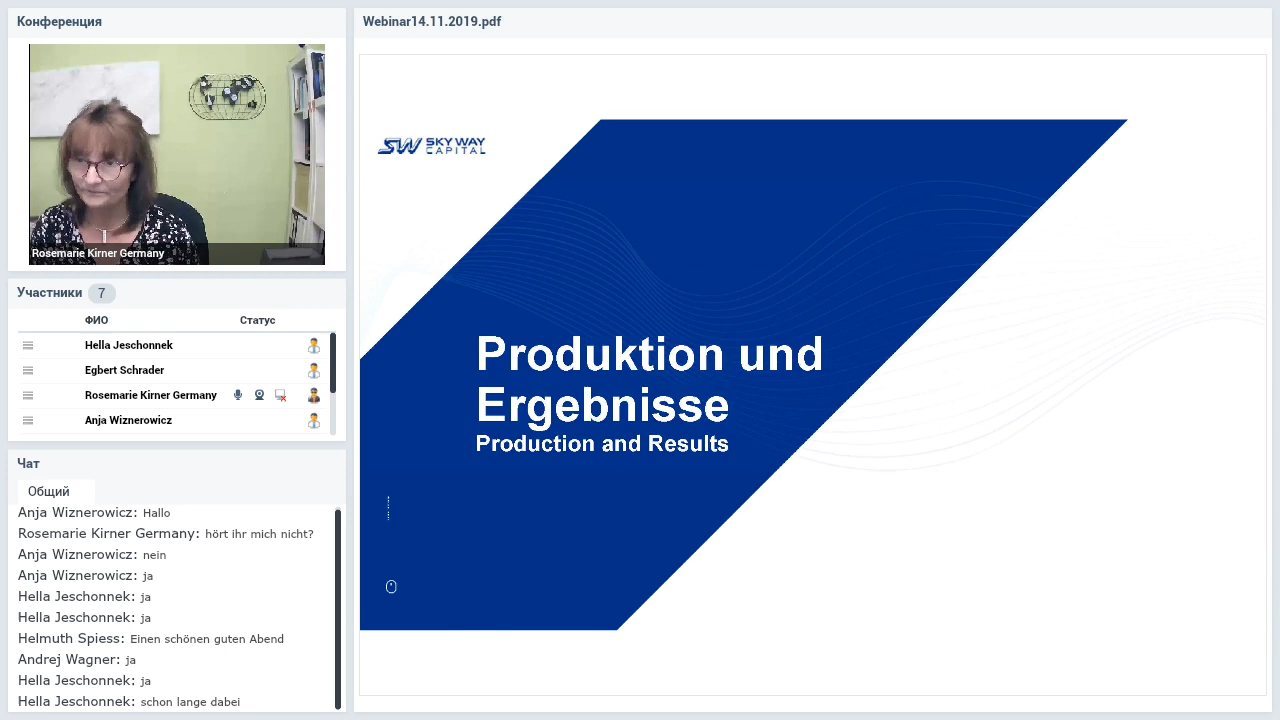 Конференция
Rosemarie Kirner Germany
Участники 7
ФИО Статус
Hella Jeschonnek
Egbert Schrader
Rosemarie Kirner Germany
Anja Wiznerowicz
Чат
Общий
Anja Wiznerowicz: Hallo
Rosemarie Kirner Germany: hört ihr mich nicht?
Anja Wiznerowicz: nein
Anja Wiznerowicz: ja
Hella Jeschonnek: ja
Hella Jeschonnek: ja
Helmuth Spiess: Einen schönen guten Abend
Andrej Wagner: ja
Hella Jeschonnek: ja
Hella Jeschonnek: schon lange dabei
Webinar14.11.2019.pdf
SW SKY WAY
CAPITAL
Produktion und
Ergebnisse
Production and Results